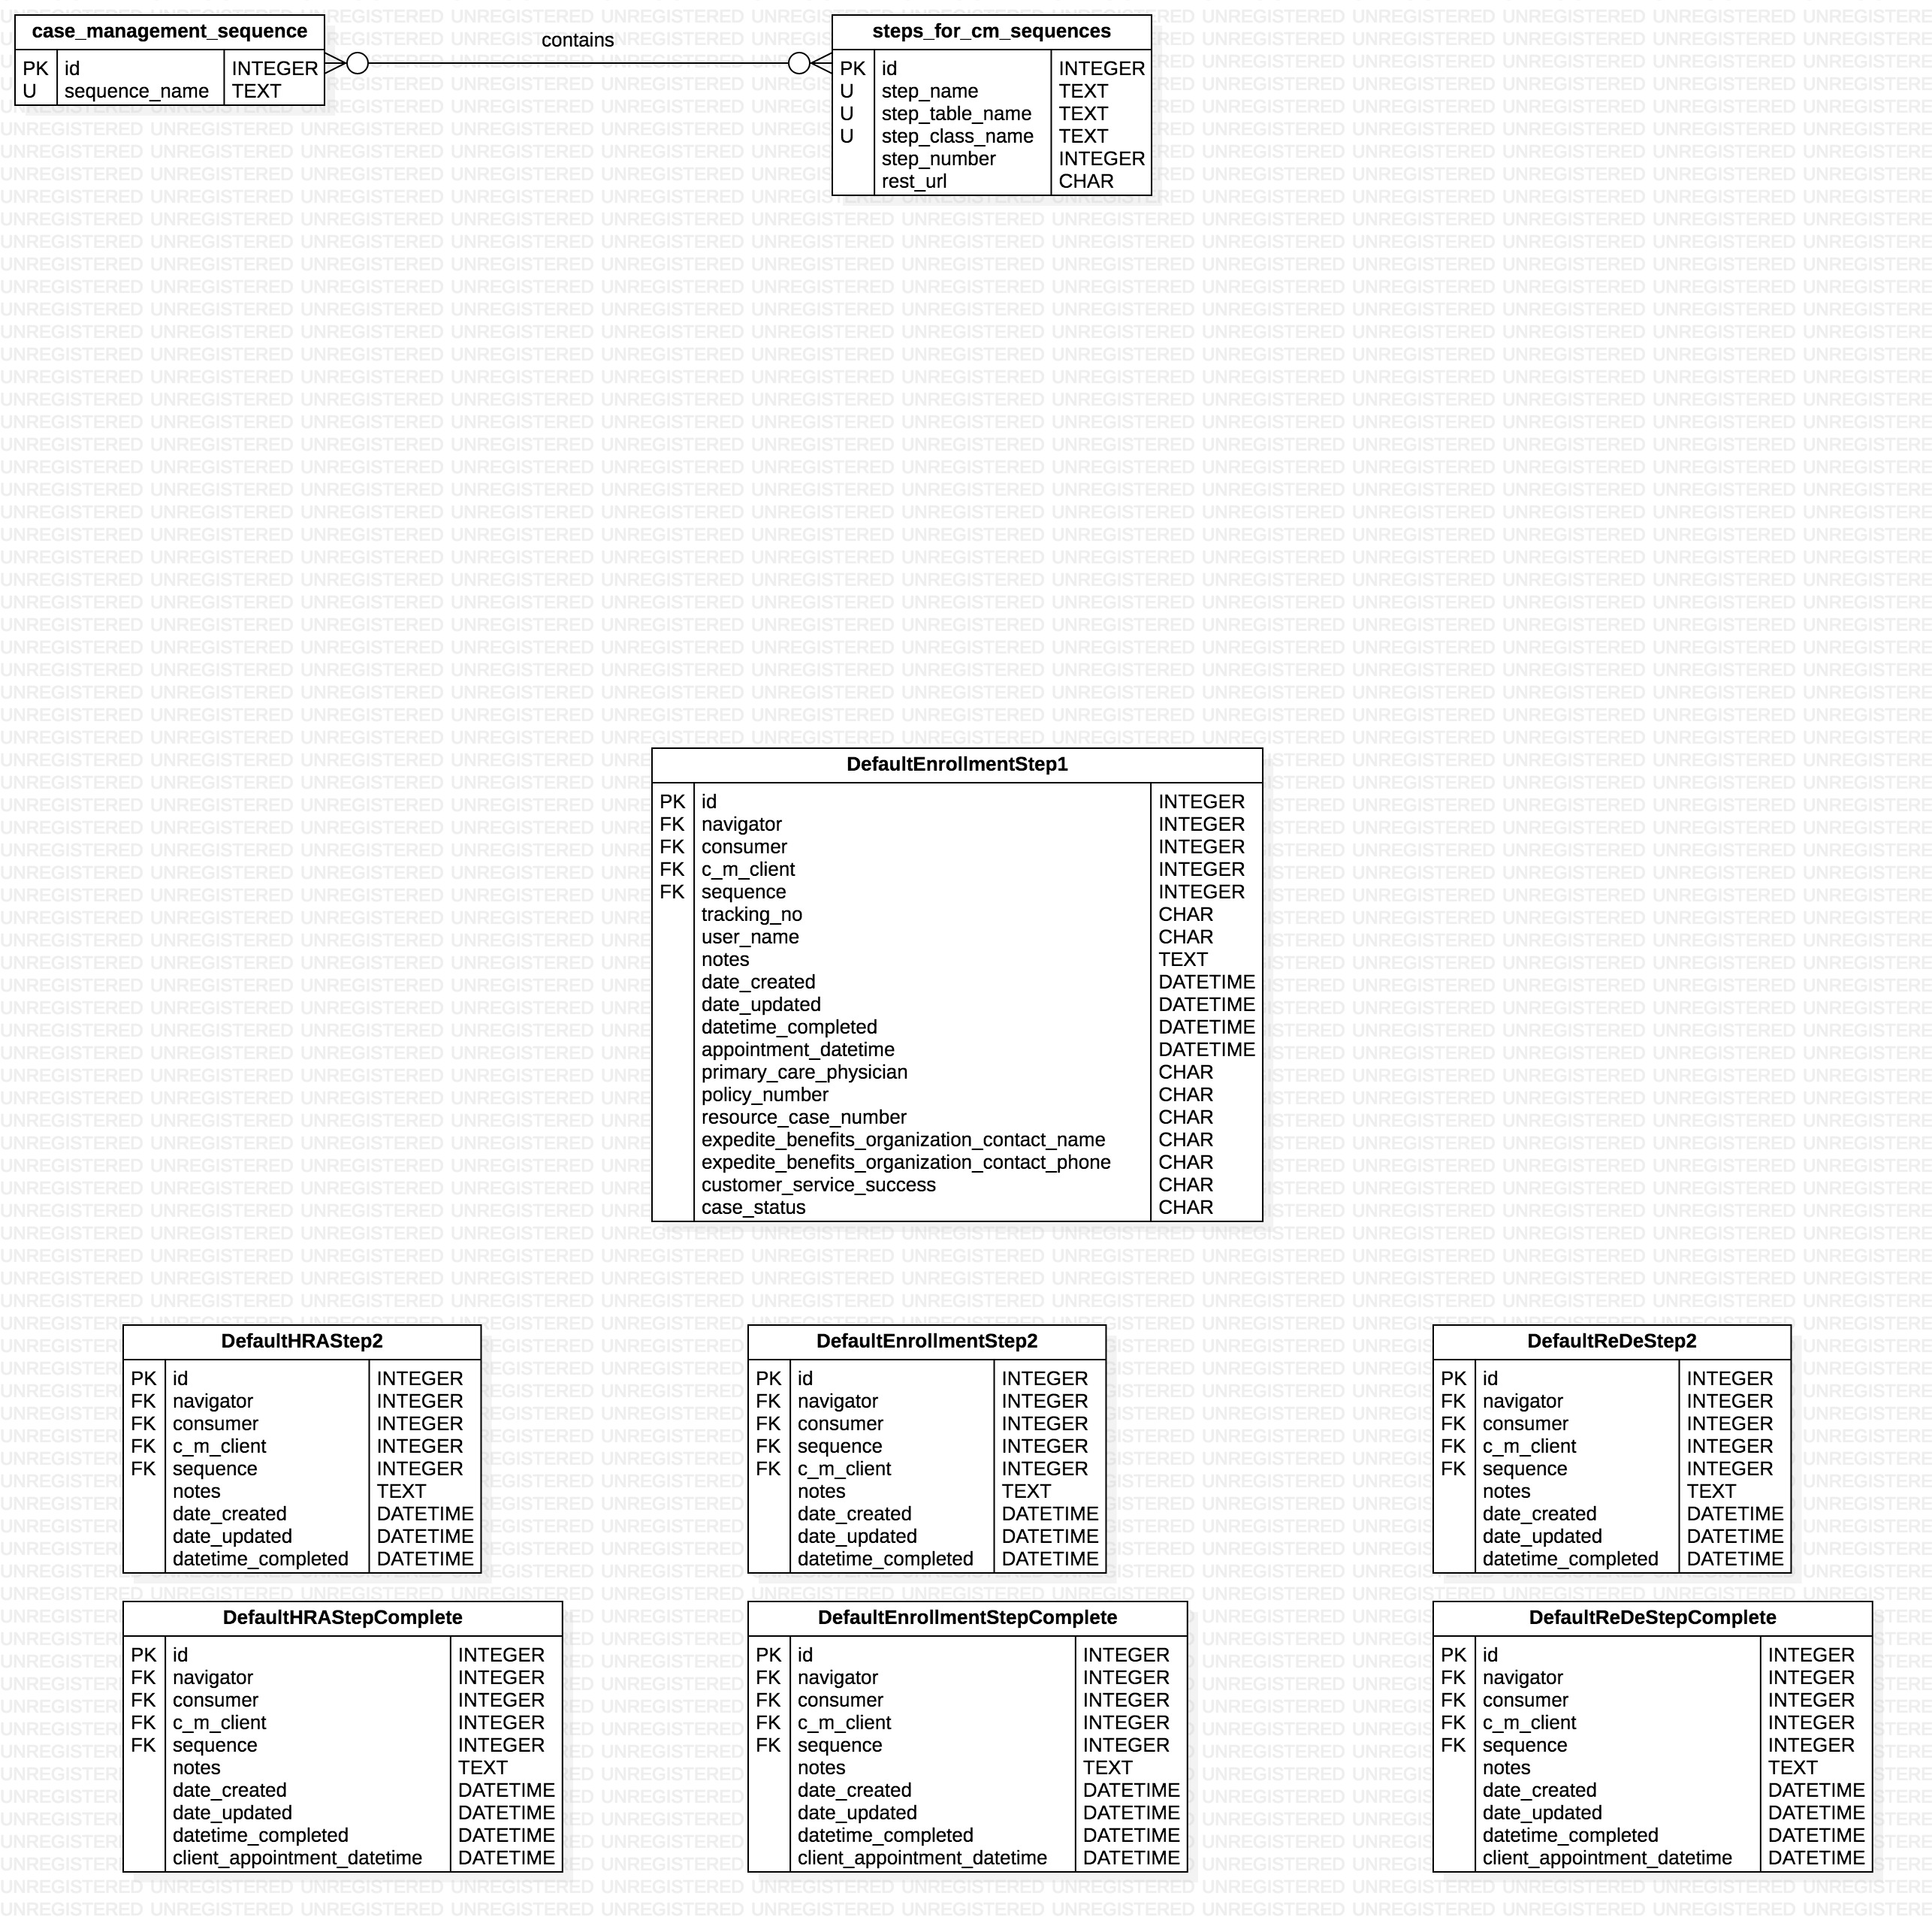 case_management_sequence
PK id INTEGER
U sequence_name TEXT
contains
steps_for_cm_sequences
PK id INTEGER
U step_name TEXT
U step_table_name TEXT
U step_class_name TEXT
step_number INTEGER
rest_url CHAR
DefaultEnrollmentStep1
PK id INTEGER
FK navigator INTEGER
FK consumer INTEGER
FK c_m_client INTEGER
FK sequence INTEGER
tracking_no CHAR
user_name CHAR
notes TEXT
date_created DATETIME
date_updated DATETIME
datetime_completed DATETIME
appointment_datetime DATETIME
primary_care_physician CHAR
policy_number CHAR
resource_case_number CHAR
expedite_benefits_organization_contact_name CHAR
expedite_benefits_organization_contact_phone CHAR
customer_service_success CHAR
case_status CHAR
DefaultHRAStep2
PK id INTEGER
FK navigator INTEGER
FK consumer INTEGER
FK c_m_client INTEGER
FK sequence INTEGER
notes TEXT
date_created DATETIME
date_updated DATETIME
datetime_completed DATETIME
DefaultEnrollmentStep2
PK id INTEGER
FK navigator INTEGER
FK consumer INTEGER
FK sequence INTEGER
FK c_m_client INTEGER
notes TEXT
date_created DATETIME
date_updated DATETIME
datetime_completed DATETIME
DefaultReDeStep2
PK id INTEGER
FK navigator INTEGER
FK consumer INTEGER
FK c_m_client INTEGER
FK sequence INTEGER
notes TEXT
date_created DATETIME
date_updated DATETIME
datetime_completed DATETIME
DefaultHRAStepComplete
PK id INTEGER
FK navigator INTEGER
FK consumer INTEGER
FK c_m_client INTEGER
FK sequence INTEGER
notes TEXT
date_created DATETIME
date_updated DATETIME
datetime_completed DATETIME
client_appointment_datetime DATETIME
DefaultEnrollmentStepComplete
PK id INTEGER
FK navigator INTEGER
FK consumer INTEGER
FK c_m_client INTEGER
FK sequence INTEGER
notes TEXT
date_created DATETIME
date_updated DATETIME
datetime_completed DATETIME
client_appointment_datetime DATETIME
DefaultReDeStepComplete
PK id INTEGER
FK navigator INTEGER
FK consumer INTEGER
FK c_m_client INTEGER
FK sequence INTEGER
notes TEXT
date_created DATETIME
date_updated DATETIME
datetime_completed DATETIME
client_appointment_datetime DATETIME
UNREGISTERED